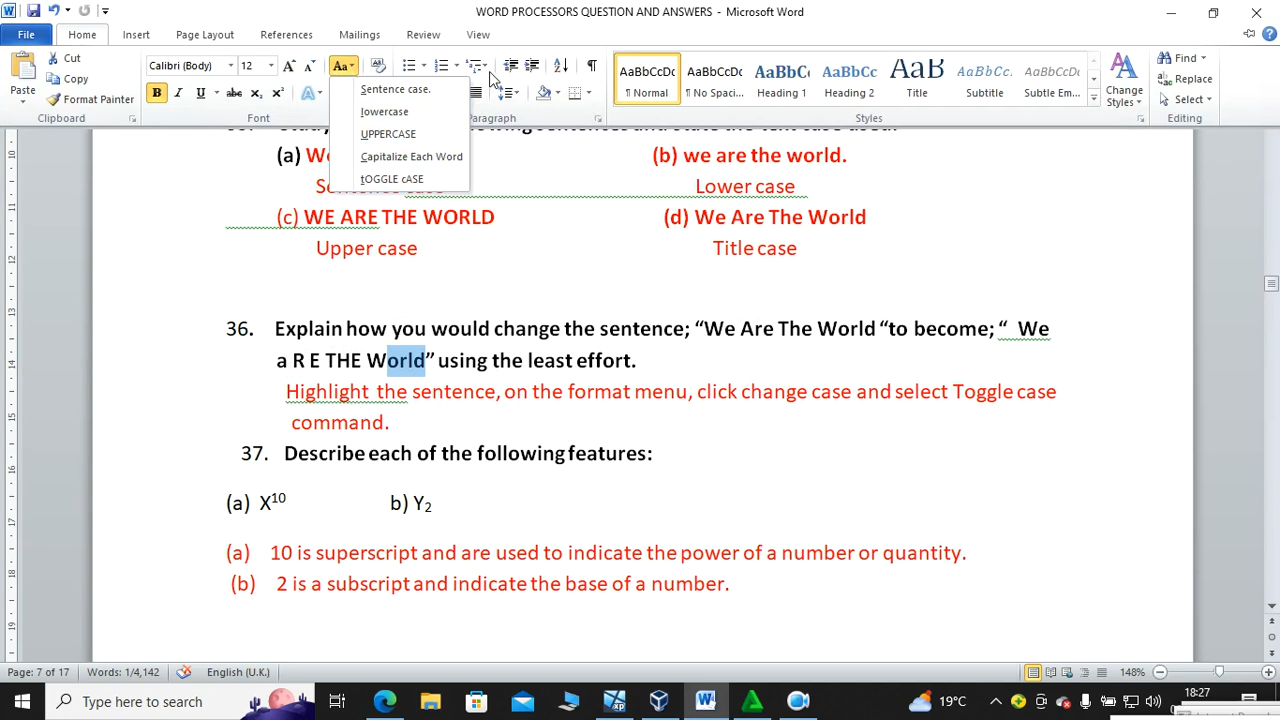 WORD PROCESSORS QUESTION AND ANSWERS - Microsoft Word
File Home Insert Page Layout References Mailings Review View
Paste
Cut
Copy
Format Painter
Clipboard
Calibri (Body) 12 Aa
B I U abc X₂ X² A
Font
Sentence case.
lowercase
UPPERCASE
Capitalize Each Word
tOGGLE cASE
Paragraph
AaBbCcDc AaBbCcDc AaBbCc AaBbCc AaB AaBbCcL AaBbCcDc
¶ Normal ¶ No Spaci... Heading 1 Heading 2 Title Subtitle Subtle Em...
Styles
Change Styles
Find
Replace
Select
Editing
(a) We (b) we are the world.
Lower case
(c) WE ARE THE WORLD (d) We Are The World
Upper case Title case
36. Explain how you would change the sentence; “We Are The World “to become; “ We
a R E THE World” using the least effort.
Highlight the sentence, on the format menu, click change case and select Toggle case
command.
37. Describe each of the following features:
(a) X¹⁰ b) Y₂
(a) 10 is superscript and are used to indicate the power of a number or quantity.
(b) 2 is a subscript and indicate the base of a number.
Page: 7 of 17 Words: 1/4,142 English (U.K.) 148%
Type here to search
19°C
18:27